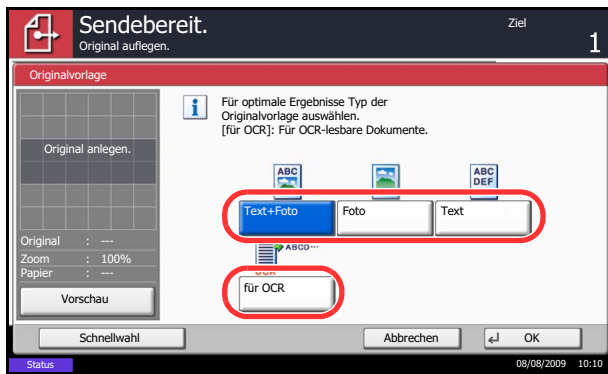 Sendebereit.
Original auflegen.
Ziel
1
Originalvorlage
Original anlegen.
Für optimale Ergebnisse Typ der
Originalvorlage auswählen.
[für OCR]: Für OCR-lesbare Dokumente.
ABC
ABC
DEF
Text+Foto
Foto
Text
ABCD...
OCR
für OCR
Original : ---
Zoom : 100%
Papier : ---
Vorschau
Schnellwahl
Abbrechen
OK
Status
08/08/2009 10:10